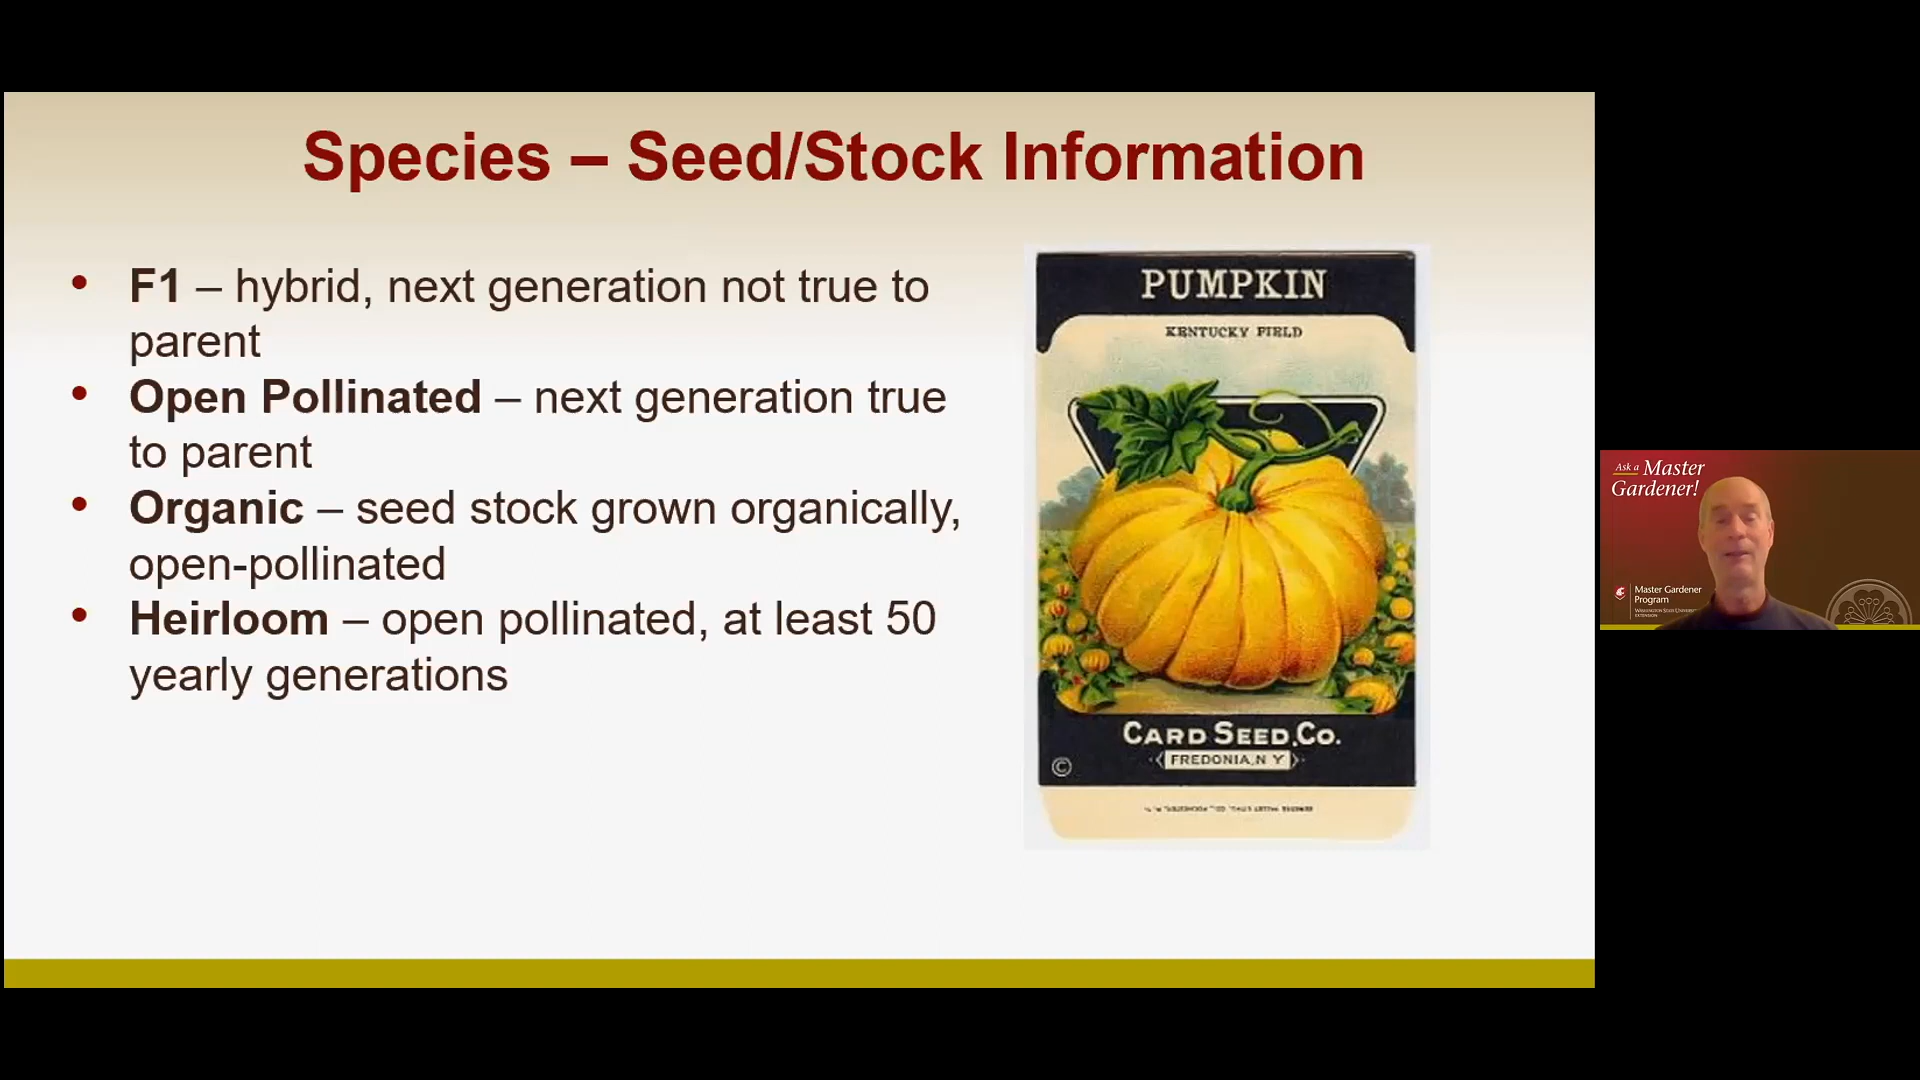 Species – Seed/Stock Information
• F1 – hybrid, next generation not true to
parent
• Open Pollinated – next generation true
to parent
• Organic – seed stock grown organically,
open-pollinated
• Heirloom – open pollinated, at least 50
yearly generations
PUMPKIN
KENTUCKY FIELD
CARD SEED Co.
FREDONIA, N Y
©
Ask a Master
Gardener!
Master Gardener
Program
WASHINGTON STATE UNIVERSITY
EXTENSION